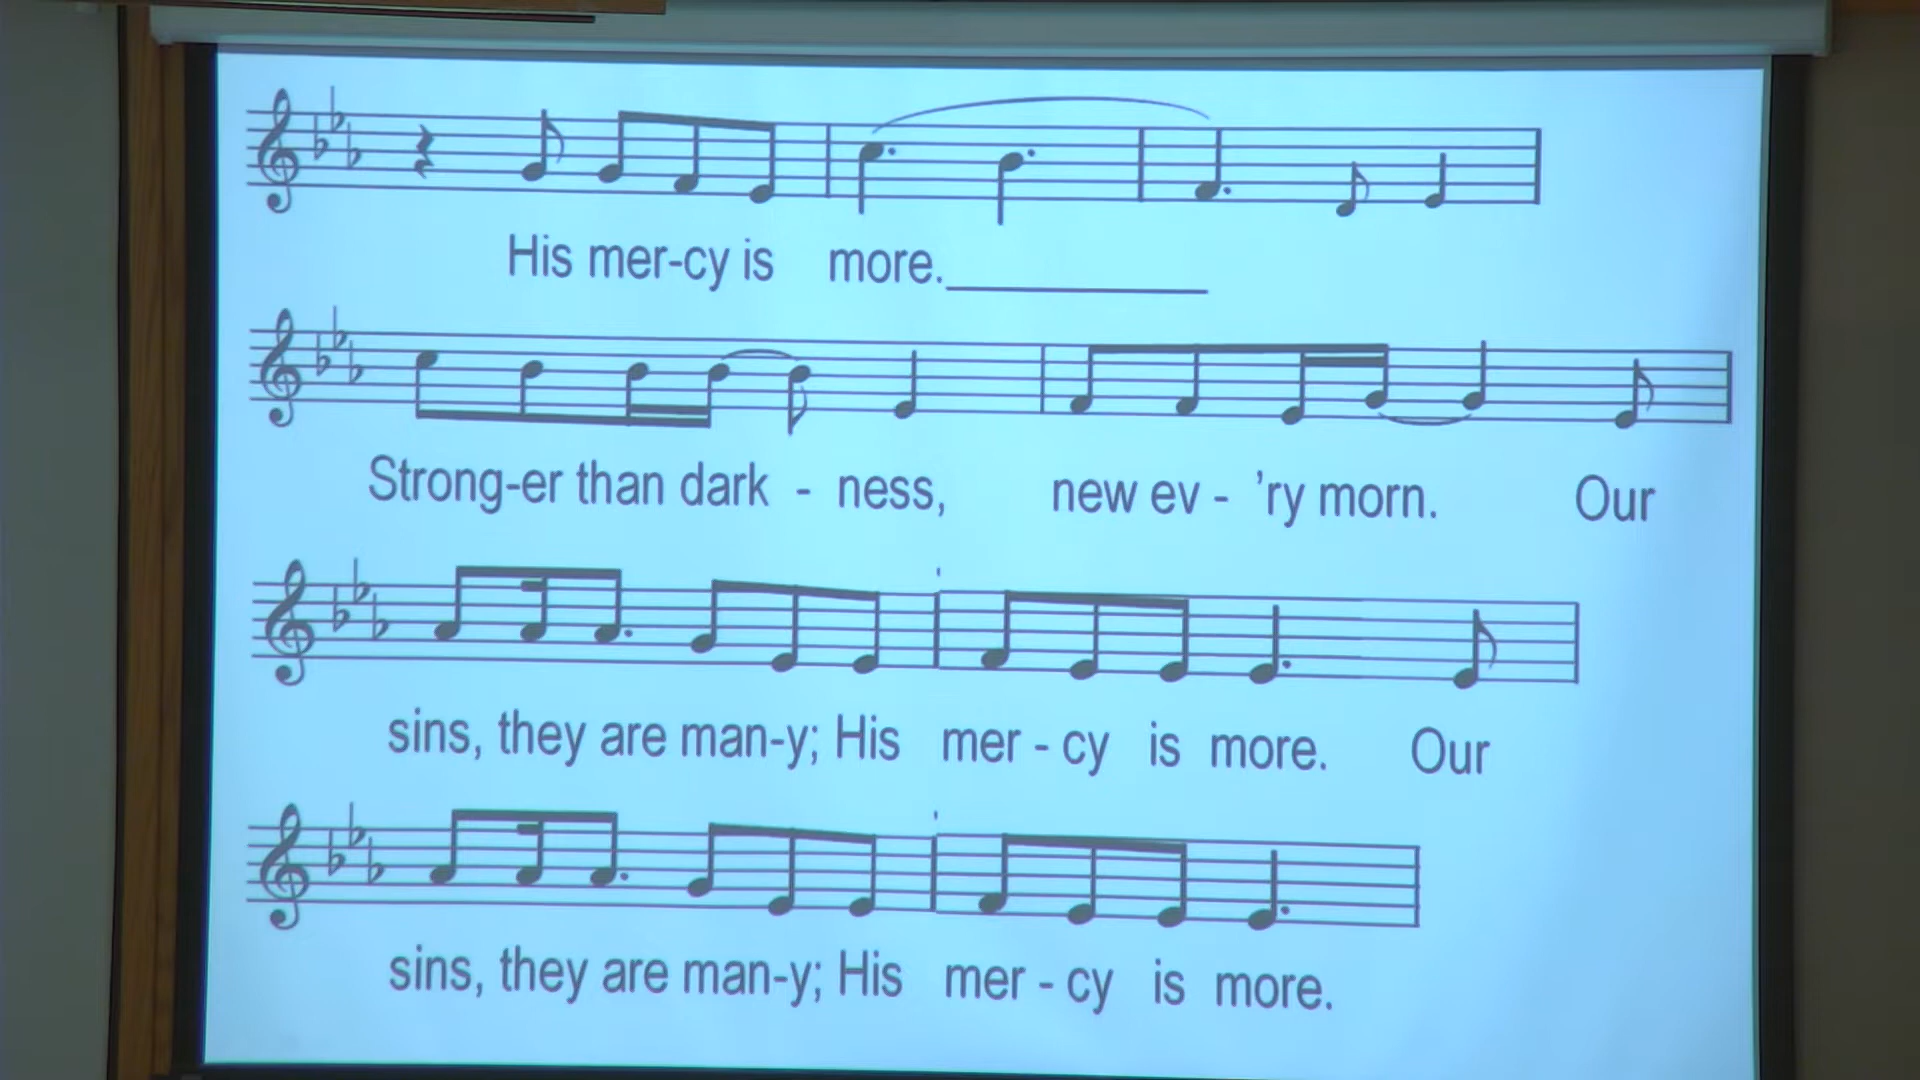 His mer-cy is more.
Strong-er than dark - ness, new ev - 'ry morn. Our
sins, they are man-y; His mer - cy is more. Our
sins, they are man-y; His mer - cy is more.